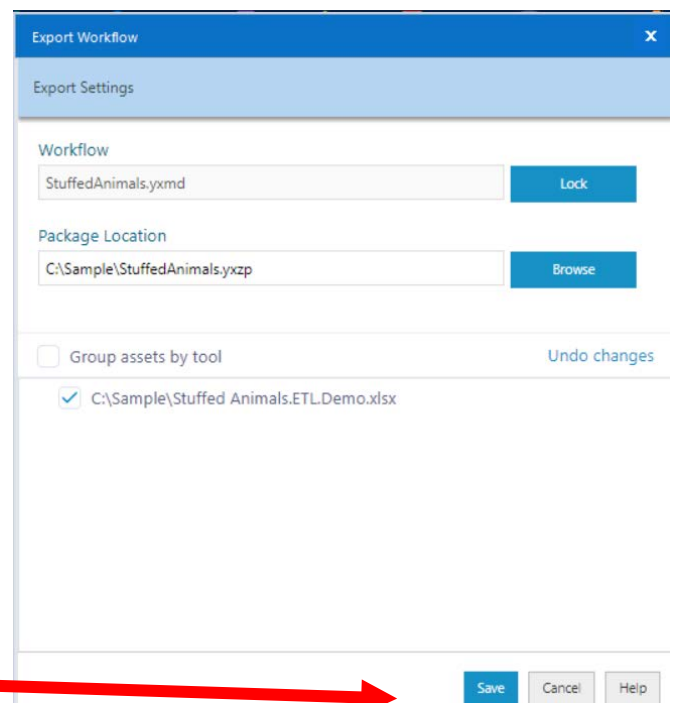 Export Workflow x
Export Settings
Workflow
StuffedAnimals.yxmd Lock
Package Location
C:\Sample\StuffedAnimals.yxzp Browse
Group assets by tool Undo changes
C:\Sample\Stuffed Animals.ETL.Demo.xlsx
Save Cancel Help